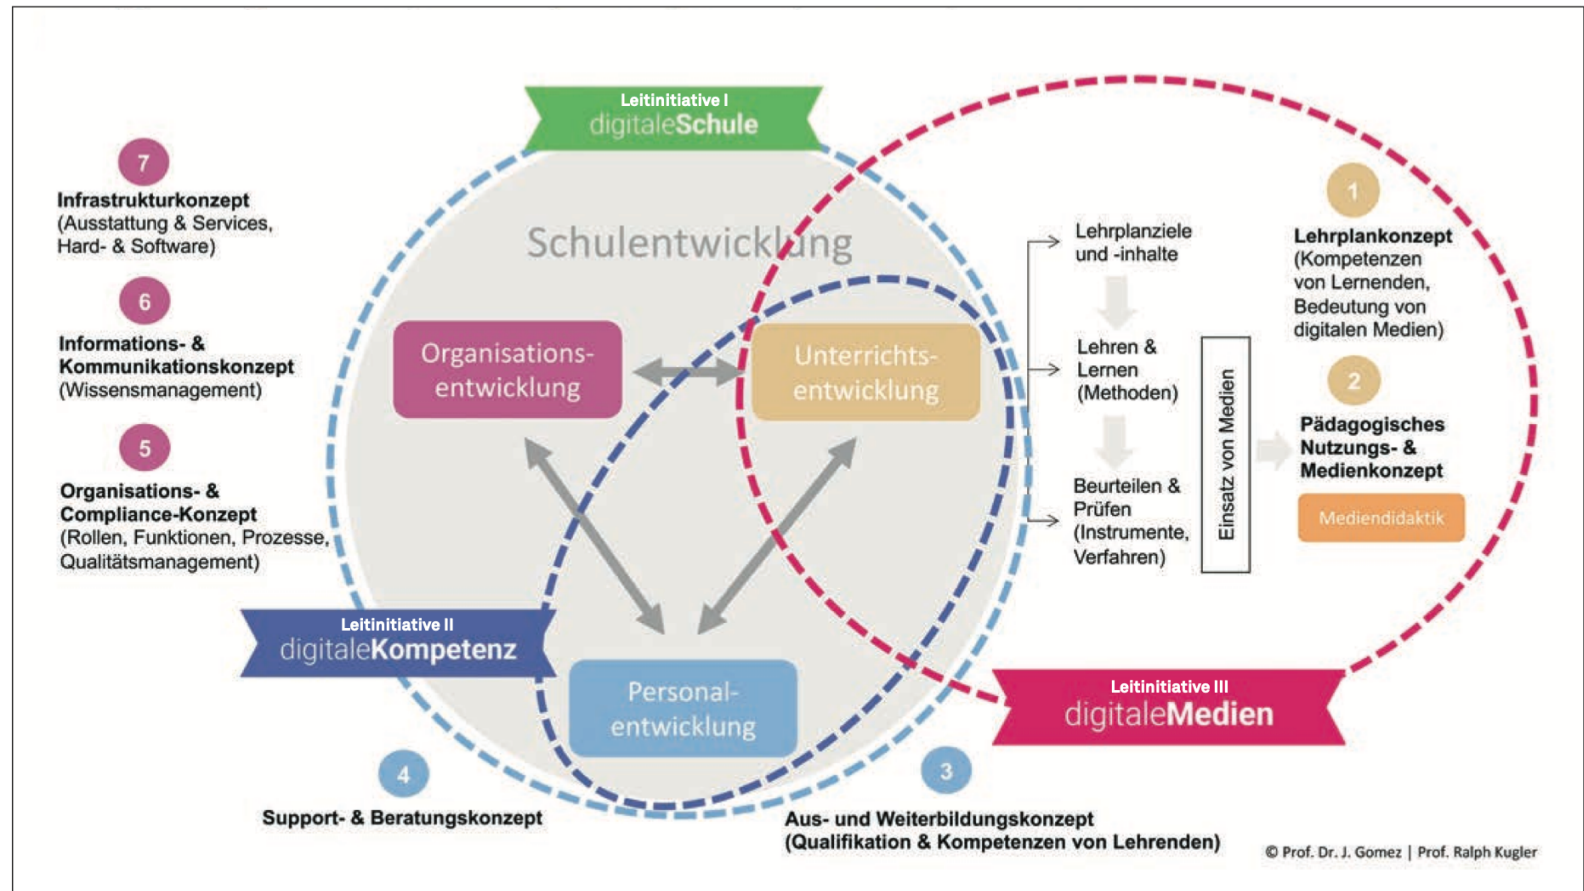 Leitinitiative I
digitaleSchule
7
Infrastrukturkonzept
(Ausstattung & Services,
Hard- & Software)
6
Informations- &
Kommunikationskonzept
(Wissensmanagement)
5
Organisations- &
Compliance-Konzept
(Rollen, Funktionen, Prozesse,
Qualitätsmanagement)
Schulentwicklung
Organisations-
entwicklung
Unterrichts-
entwicklung
Personal-
entwicklung
Leitinitiative II
digitaleKompetenz
Lehrplanziele
und -inhalte
Lehren &
Lernen
(Methoden)
Beurteilen &
Prüfen
(Instrumente,
Verfahren)
Einsatz von Medien
1
Lehrplankonzept
(Kompetenzen
von Lernenden,
Bedeutung von
digitalen Medien)
2
Pädagogisches
Nutzungs- &
Medienkonzept
Mediendidaktik
Leitinitiative III
digitaleMedien
4
Support- & Beratungskonzept
3
Aus- und Weiterbildungskonzept
(Qualifikation & Kompetenzen von Lehrenden)
© Prof. Dr. J. Gomez | Prof. Ralph Kugler